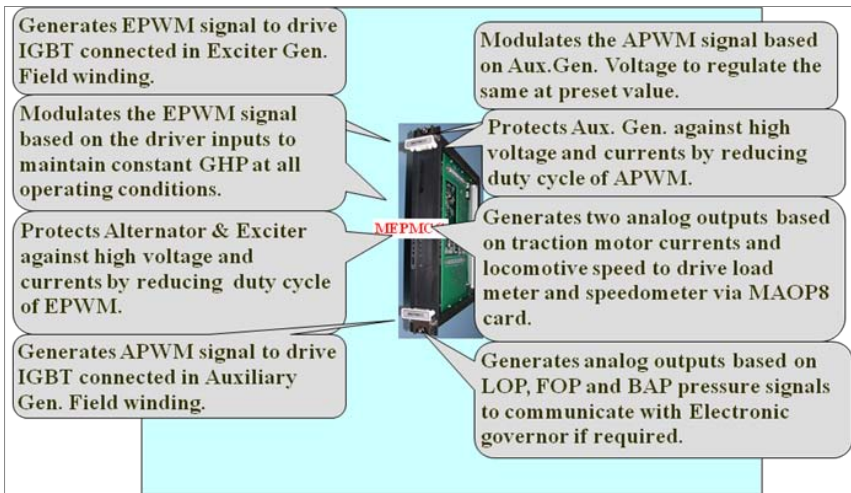 Generates EPWM signal to drive
IGBT connected in Exciter Gen.
Field winding.
Modulates the EPWM signal
based on the driver inputs to
maintain constant GHP at all
operating conditions.
Protects Alternator & Exciter
against high voltage and
currents by reducing duty cycle
of EPWM.
Generates APWM signal to drive
IGBT connected in Auxiliary
Gen. Field winding.
MEPMC
Modulates the APWM signal based
on Aux.Gen. Voltage to regulate the
same at preset value.
Protects Aux. Gen. against high
voltage and currents by reducing
duty cycle of APWM.
Generates two analog outputs based
on traction motor currents and
locomotive speed to drive load
meter and speedometer via MAOP8
card.
Generates analog outputs based on
LOP, FOP and BAP pressure signals
to communicate with Electronic
governor if required.